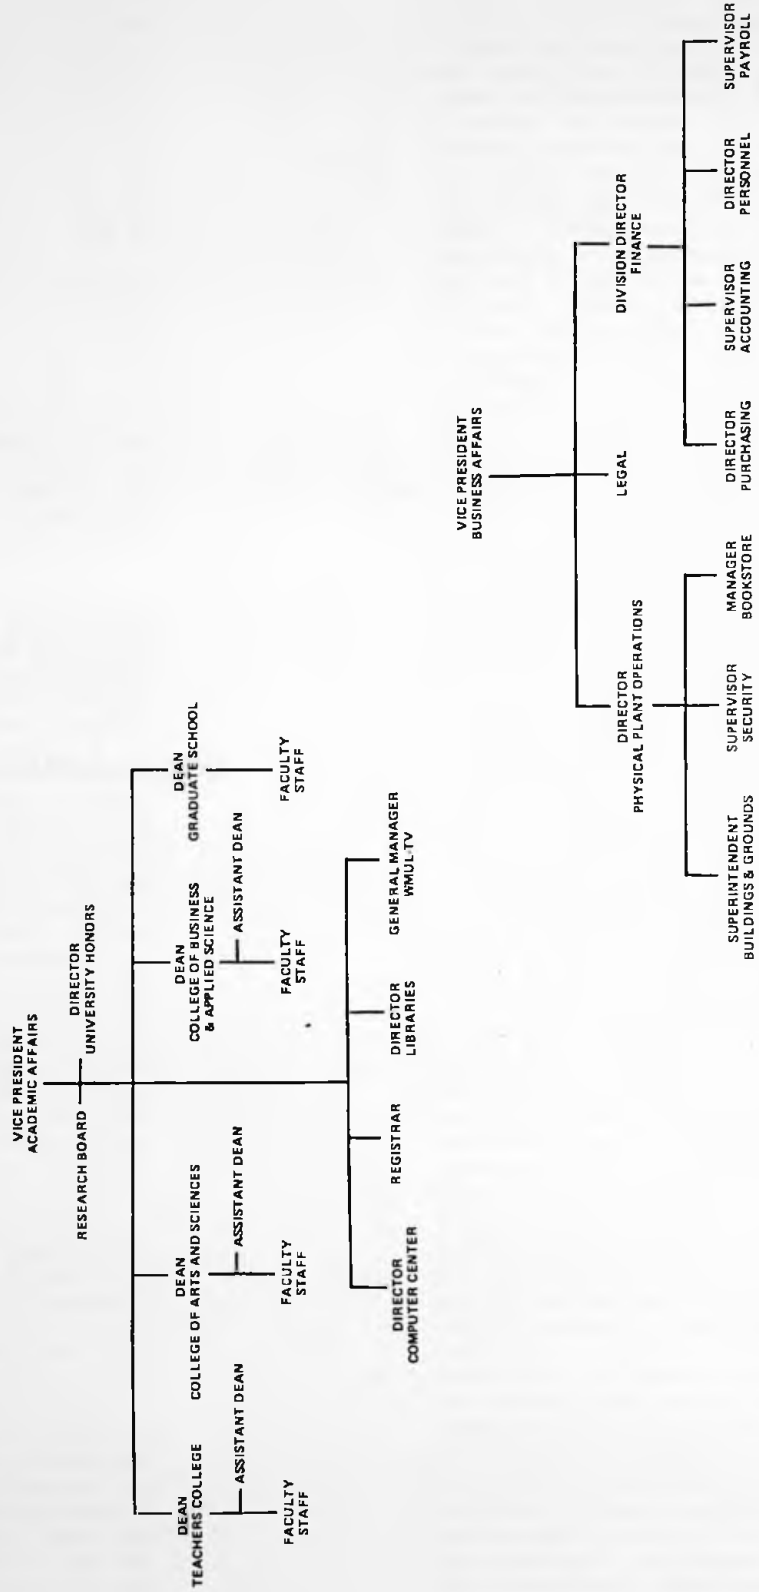 VICE PRESIDENT
ACADEMIC AFFAIRS
RESEARCH BOARD
DIRECTOR
UNIVERSITY HONORS
DEAN
TEACHERS COLLEGE
DEAN
COLLEGE OF ARTS AND SCIENCES
DEAN
COLLEGE OF BUSINESS
& APPLIED SCIENCE
DEAN
GRADUATE SCHOOL
ASSISTANT DEAN
ASSISTANT DEAN
ASSISTANT DEAN
FACULTY
STAFF
FACULTY
STAFF
FACULTY
STAFF
FACULTY
STAFF
DIRECTOR
COMPUTER CENTER
REGISTRAR
DIRECTOR
LIBRARIES
GENERAL MANAGER
WMUL-TV
VICE PRESIDENT
BUSINESS AFFAIRS
DIRECTOR
PHYSICAL PLANT OPERATIONS
LEGAL
DIVISION DIRECTOR
FINANCE
SUPERINTENDENT
BUILDINGS & GROUNDS
SUPERVISOR
SECURITY
MANAGER
BOOKSTORE
DIRECTOR
PURCHASING
SUPERVISOR
ACCOUNTING
DIRECTOR
PERSONNEL
SUPERVISOR
PAYROLL